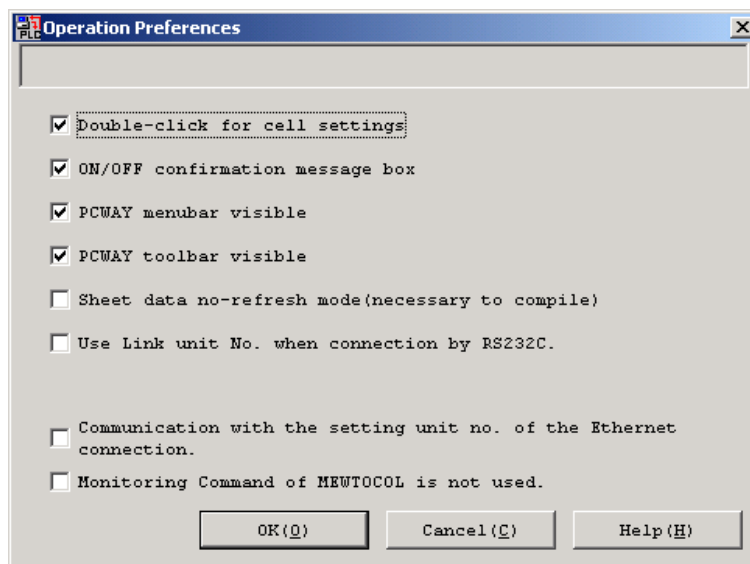 PLC
Operation Preferences
Double-click for cell settings
ON/OFF confirmation message box
PCWAY menubar visible
PCWAY toolbar visible
Sheet data no-refresh mode(necessary to compile)
Use Link unit No. when connection by RS232C.
Communication with the setting unit no. of the Ethernet
connection.
Monitoring Command of MEWTOCOL is not used.
OK(O)
Cancel(C)
Help(H)